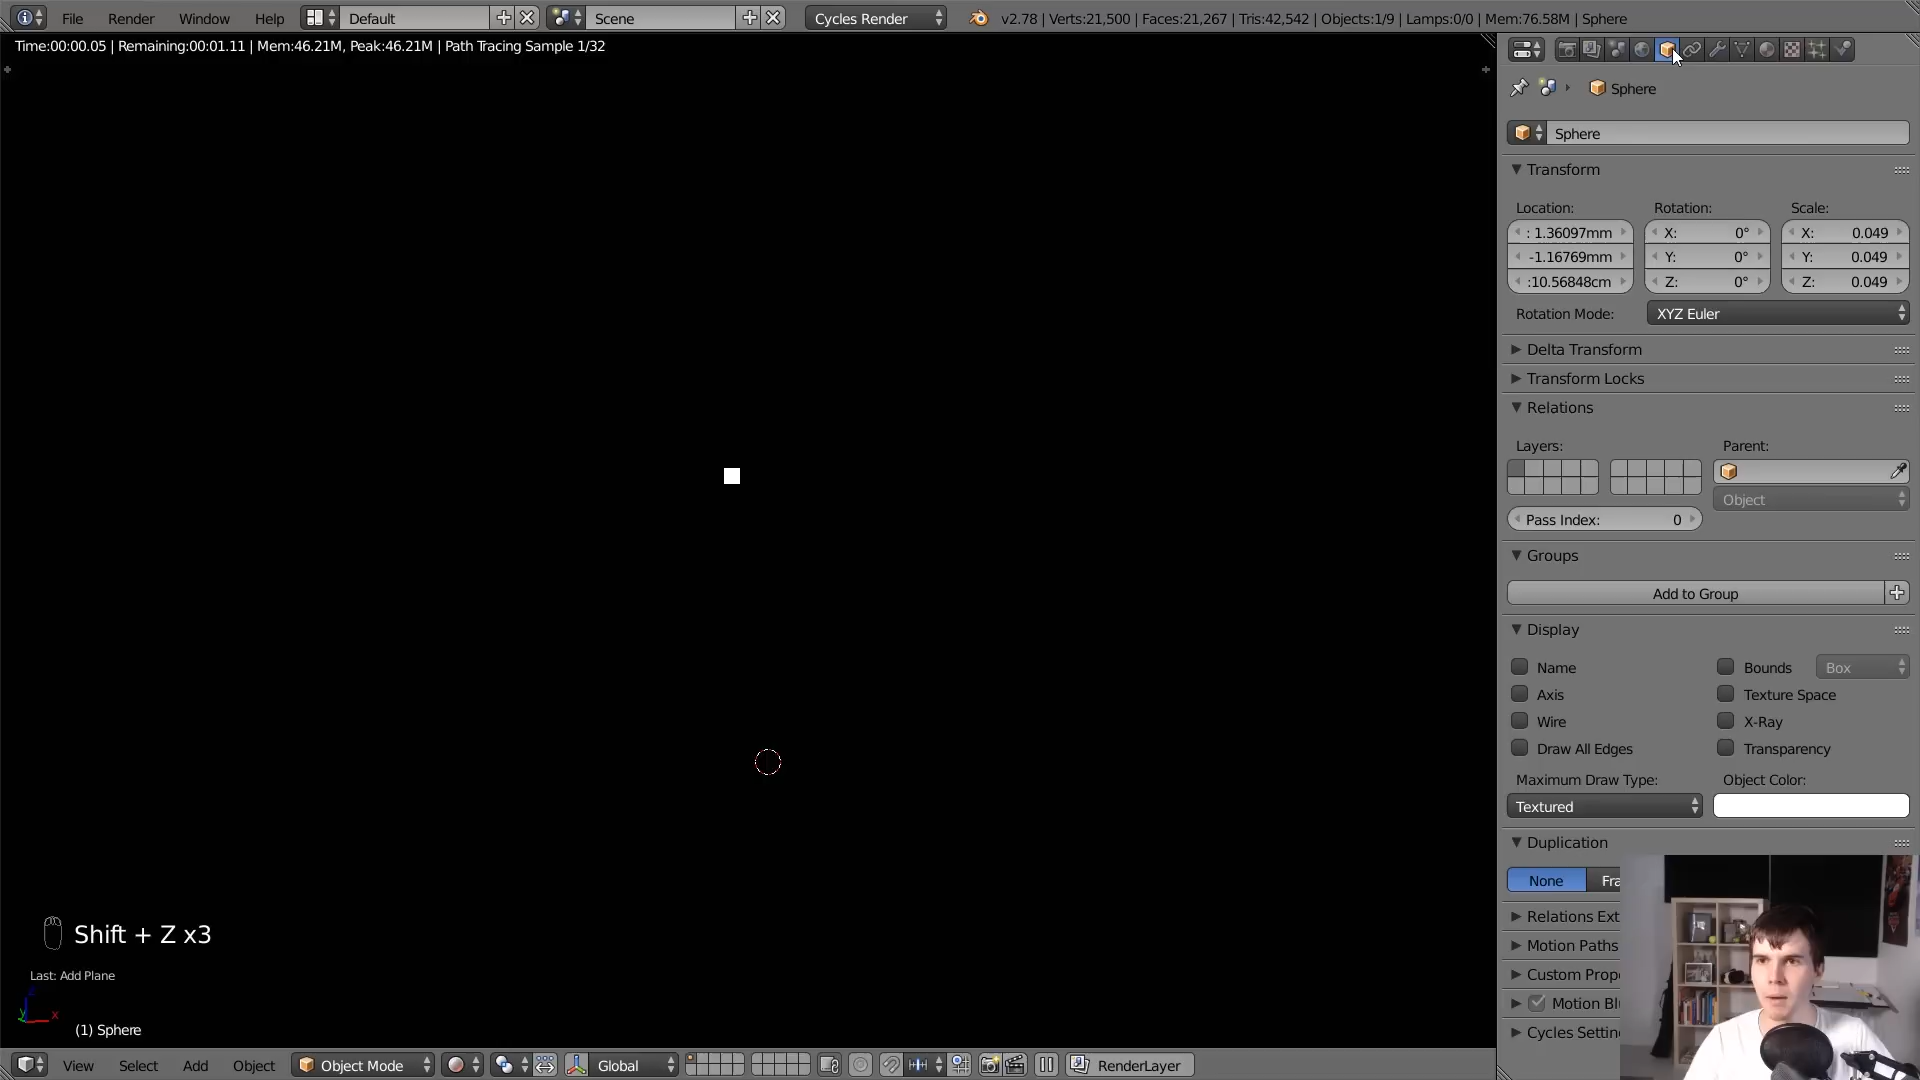 File Render Window Help Default Scene Cycles Render v2.78 | Verts:21,500 | Faces:21,267 | Tris:42,542 | Objects:1/9 | Lamps:0/0 | Mem:76.58M | Sphere
Time:00:00.05 | Remaining:00:01.11 | Mem:46.21M, Peak:46.21M | Path Tracing Sample 1/32
Sphere
Sphere
Transform
Location: Rotation: Scale:
: 1.36097mm X: 0° X: 0.049
-1.16769mm Y: 0° Y: 0.049
:10.56848cm Z: 0° Z: 0.049
Rotation Mode: XYZ Euler
Delta Transform
Transform Locks
Relations
Layers: Parent:
Object
Pass Index: 0
Groups
Add to Group
Display
Name Bounds Box
Axis Texture Space
Wire X-Ray
Draw All Edges Transparency
Maximum Draw Type: Object Color:
Textured
Duplication
None Fra
Relations Ext
Motion Paths
Custom Prope
Motion Blu
Cycles Settin
Shift + Z x3
Last: Add Plane
z
y x
(1) Sphere
View Select Add Object Object Mode Global RenderLayer